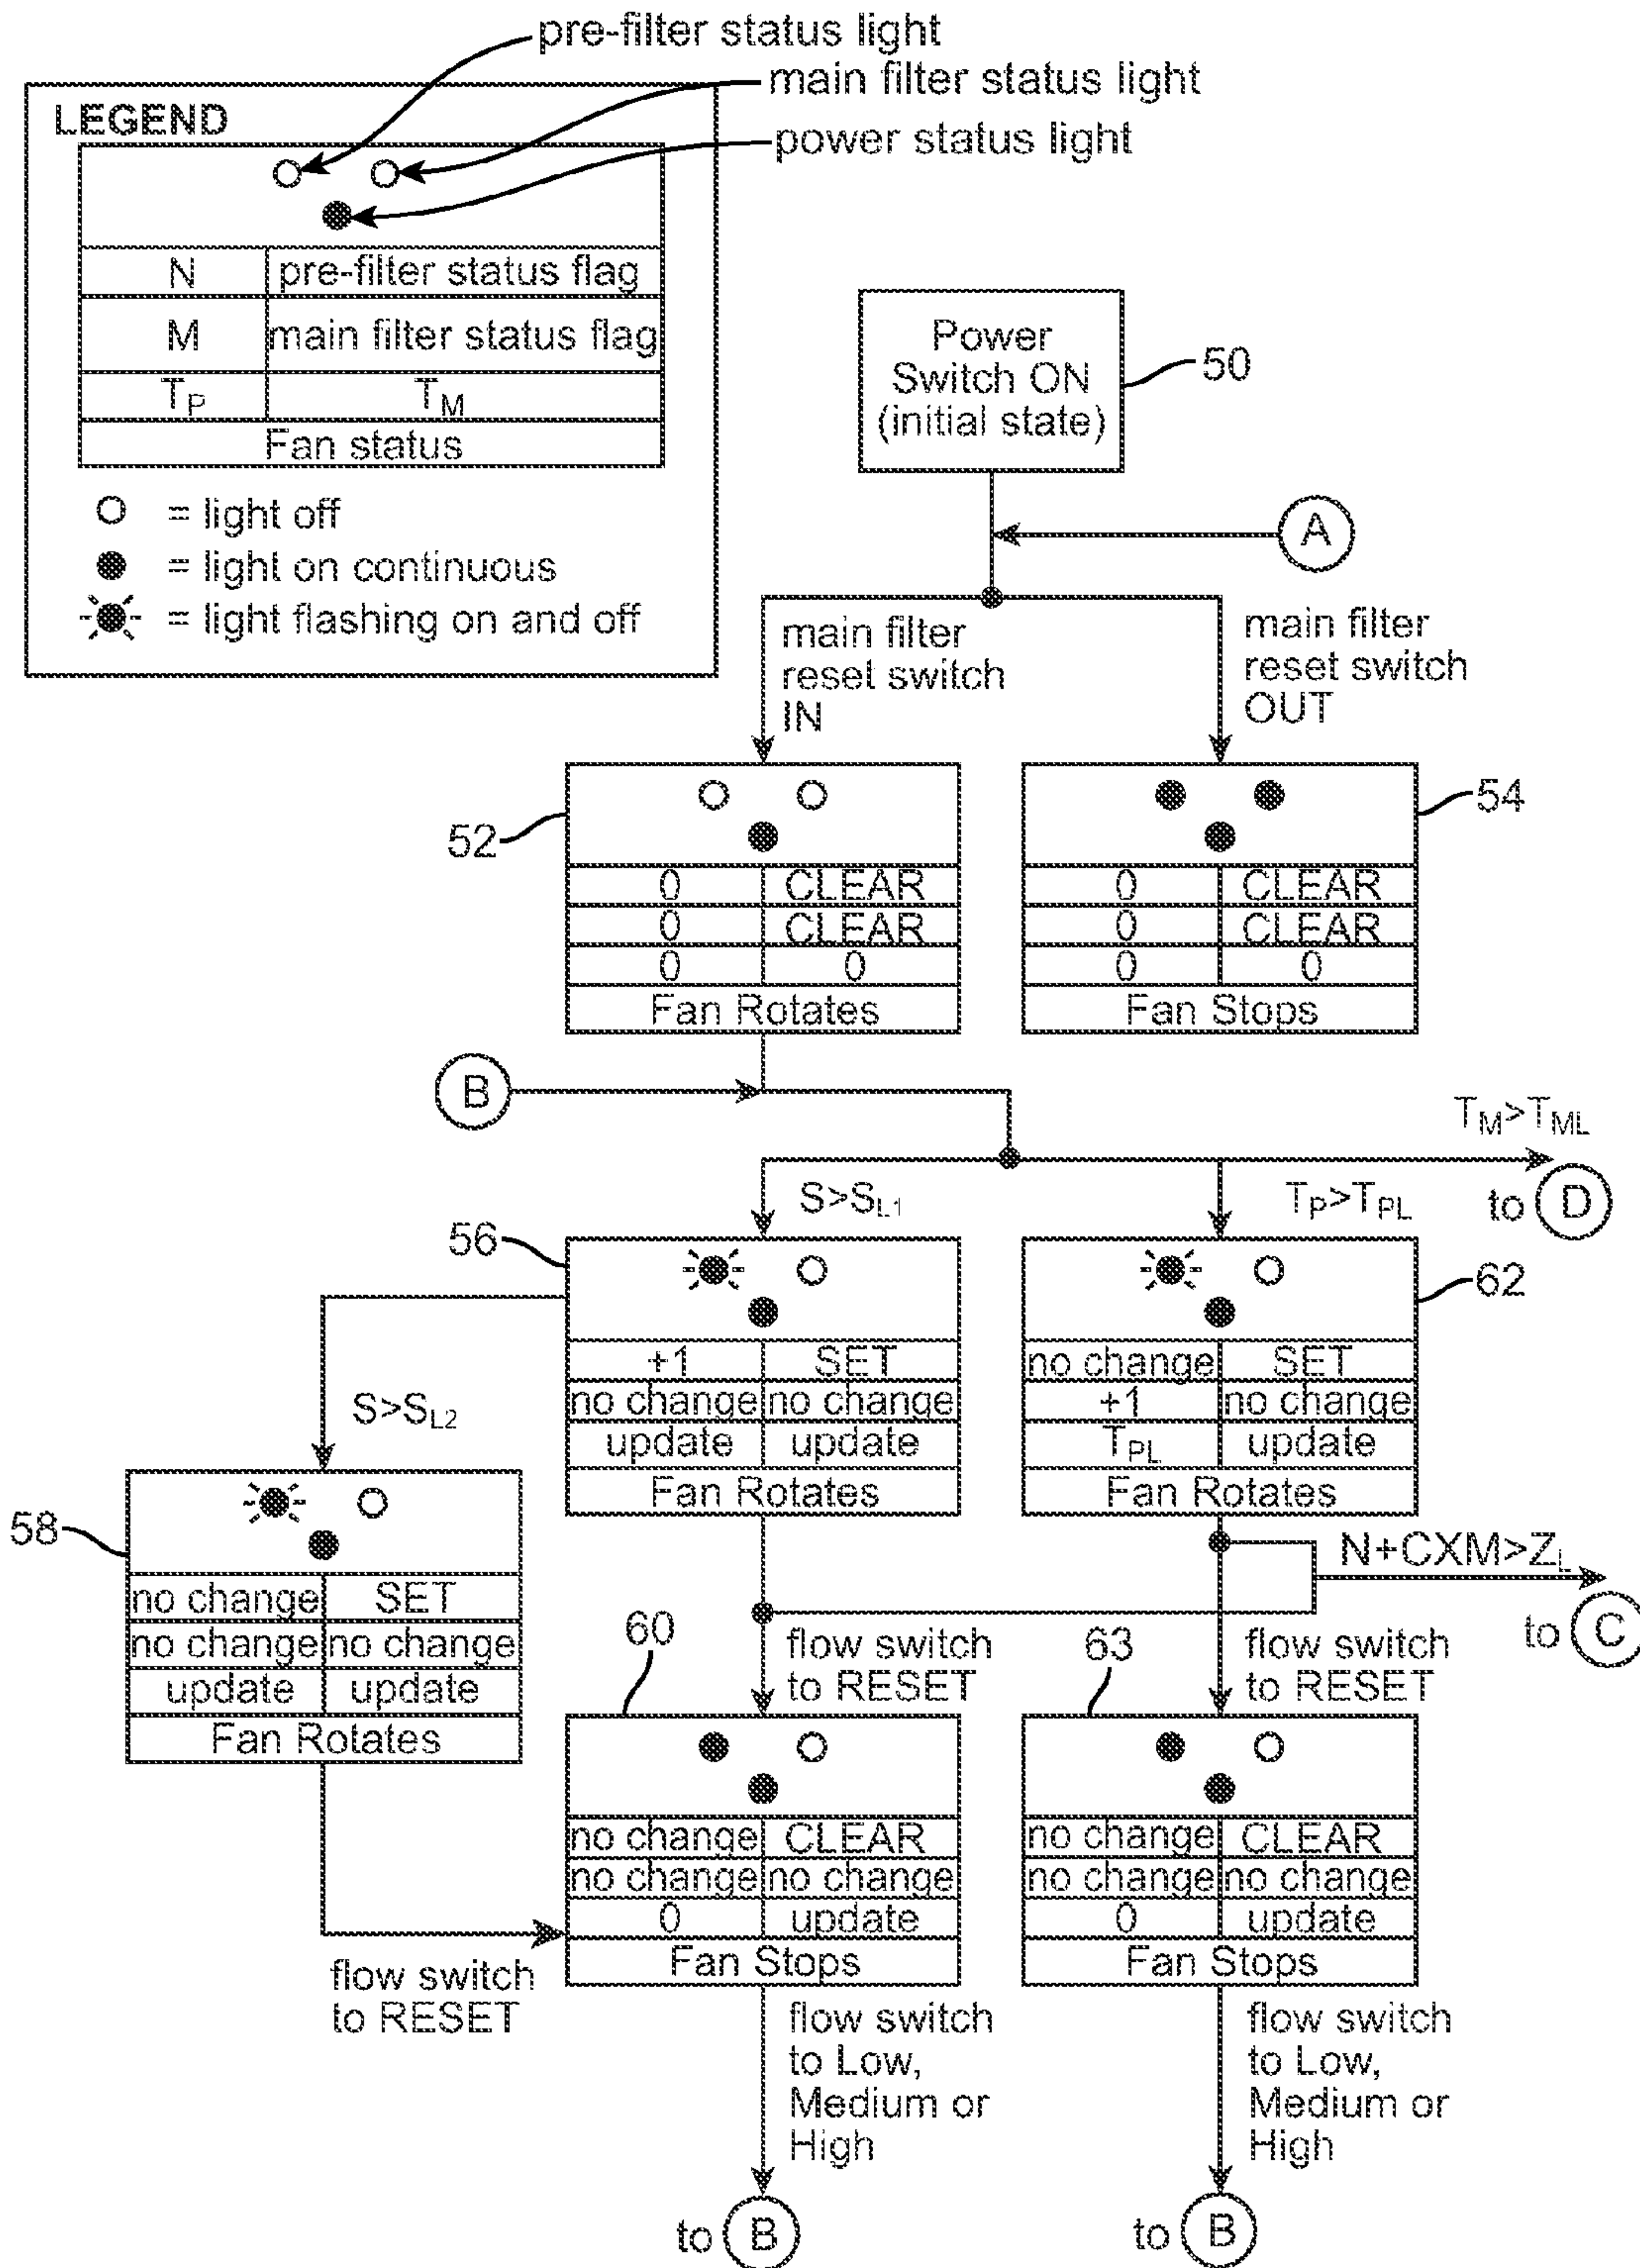 pre-filter status light
main filter status light
power status light
LEGEND
N pre-filter status flag
M main filter status flag
TP TM
Fan status
= light off
= light on continuous
= light flashing on and off
Power
Switch ON
(initial state)
50
A
main filter
reset switch
IN
main filter
reset switch
OUT
52
0 CLEAR
0 CLEAR
0 0
Fan Rotates
54
0 CLEAR
0 CLEAR
0 0
Fan Stops
B
TM>TML
to D
S>SL1
TP>TPL
56
+1 SET
no change no change
update update
Fan Rotates
62
no change SET
+1 no change
TPL update
Fan Rotates
S>SL2
58
no change SET
no change no change
update update
Fan Rotates
N+CXM>ZL
to C
60
flow switch
to RESET
63
flow switch
to RESET
no change CLEAR
no change no change
0 update
Fan Stops
no change CLEAR
no change no change
0 update
Fan Stops
flow switch
to RESET
flow switch
to Low,
Medium or
High
flow switch
to Low,
Medium or
High
to B
to B